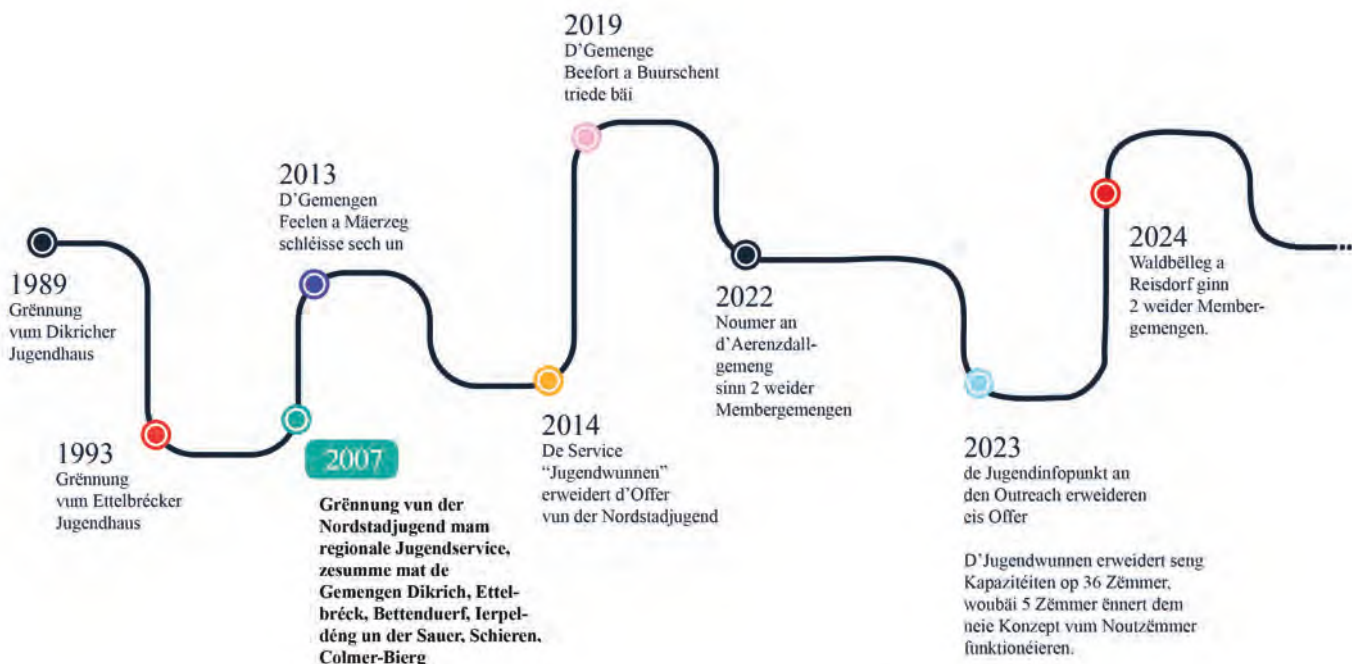 1989
Grënnung
vum Dikricher
Jugendhaus
1993
Grënnung
vum Ettelbrécker
Jugendhaus
2007
Grënnung vun der
Nordstadjugend mam
regionale Jugendservice,
zesumme mat de
Gemengen Dikrich, Ettel-
bréck, Bettenduerf, Ierpel-
déng un der Sauer, Schieren,
Colmer-Bierg
2013
D'Gemengen
Feelen a Mäerzeg
schléisse sech un
2014
De Service
“Jugendwunnen”
erweidert d'Offer
vun der Nordstadjugend
2019
D'Gemenge
Beefort a Buurschent
triede bäi
2022
Noumer an
d'Aerenzdall-
gemeng
sinn 2 weider
Membergemengen
2023
de Jugendinfopunkt an
den Outreach erweideren
eis Offer
D'Jugendwunnen erweidert seng
Kapazitéiten op 36 Zëmmer,
woubäi 5 Zëmmer ënnert dem
neie Konzept vum Noutzëmmer
funktionéieren.
2024
Waldbëlleg a
Reisdorf ginn
2 weider Member-
gemengen.